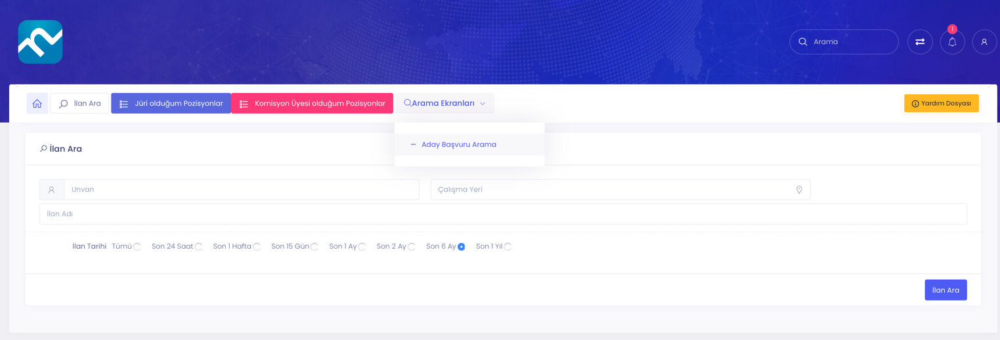 Arama
1
İlan Ara
Jüri olduğum Pozisyonlar
Komisyon Üyesi olduğum Pozisyonlar
Arama Ekranları
Yardım Dosyası
Aday Başvuru Arama
İlan Ara
Unvan
Çalışma Yeri
İlan Adı
İlan Tarihi Tümü Son 24 Saat Son 1 Hafta Son 15 Gün Son 1 Ay Son 2 Ay Son 6 Ay Son 1 Yıl
İlan Ara